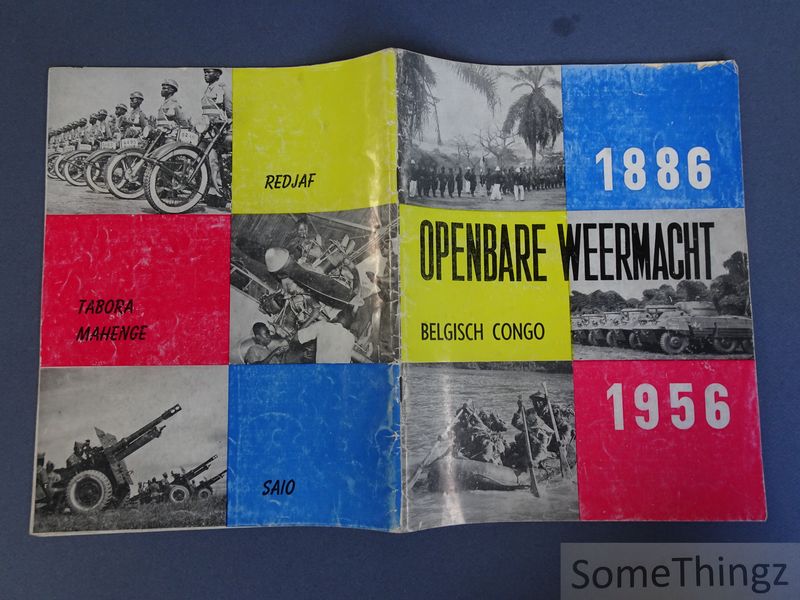 REDJAF
TABORA
MAHENGE
SAIO
1886
OPENBARE WEERMACHT
BELGISCH CONGO
1956
SomeThingz